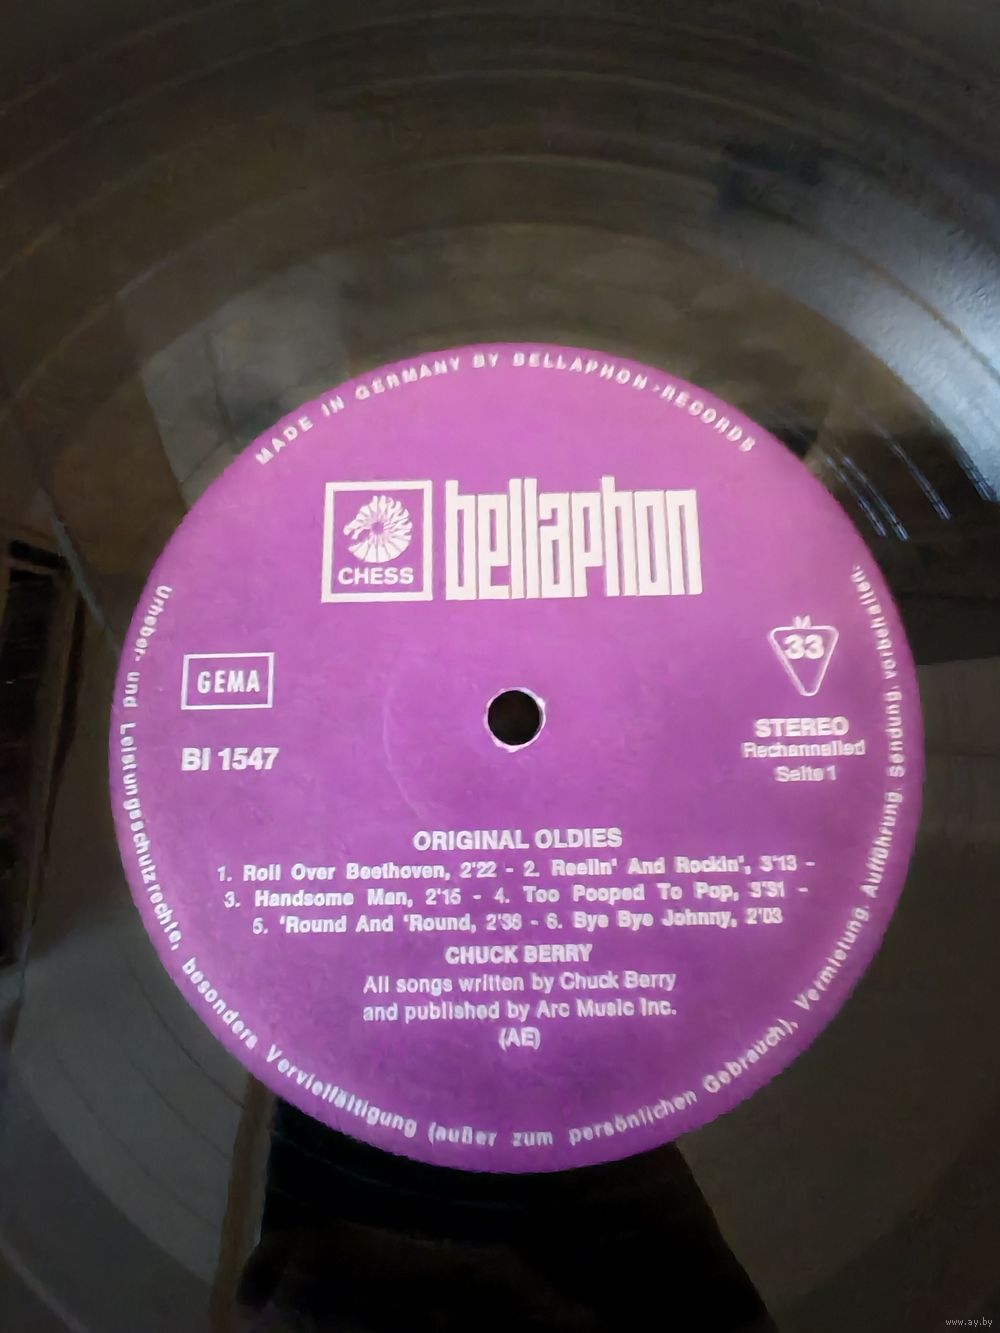 MADE IN GERMANY BY BELLAPHON›RECORDS
CHESS
bellaphon
GEMA
33
BI 1547
STEREO
Rechannelled
Seite 1
ORIGINAL OLDIES
1. Roll Over Beethoven, 2'22 - 2. Reelin' And Rockin', 3'13 -
3. Handsome Man, 2'15 - 4. Too Pooped To Pop, 3'31 -
5. 'Round And 'Round, 2'36 - 6. Bye Bye Johnny, 2'03
CHUCK BERRY
All songs written by Chuck Berry
and published by Arc Music Inc.
(AE)
Urheber- und Leistungsschutzrechte, besonders Vervielfältigung (außer zum persönlichen Gebrauch), Vermietung, Aufführung, Sendung, vorbehalten.
www.ay.by